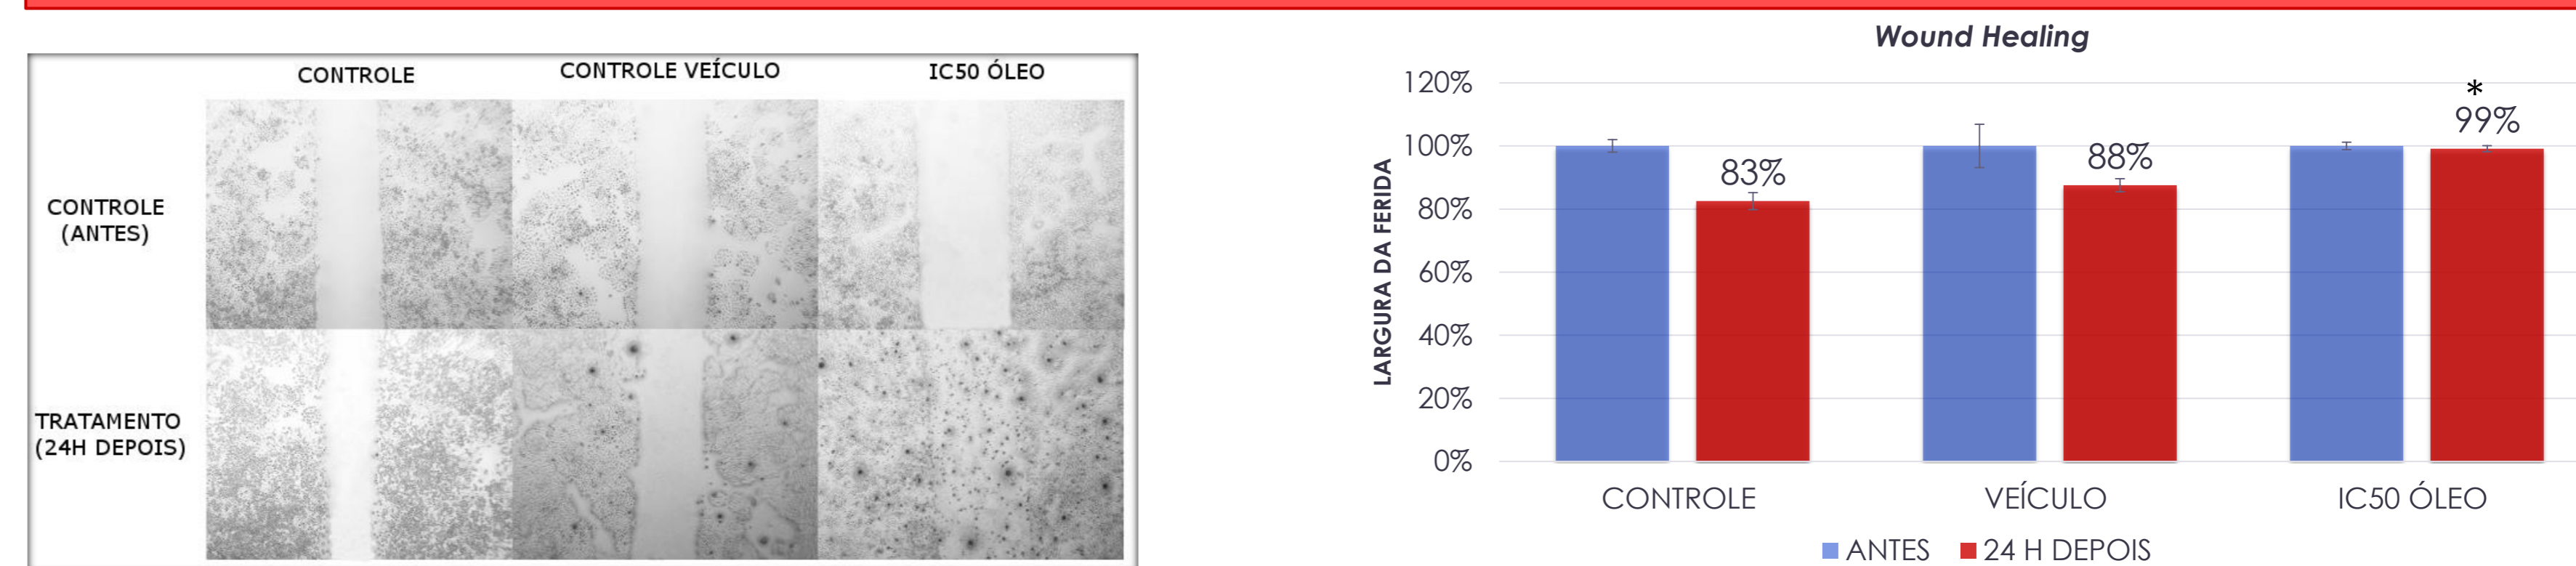 CONTROLE
CONTROLE VEÍCULO
IC50 ÓLEO
CONTROLE
(ANTES)
TRATAMENTO
(24H DEPOIS)
Wound Healing
LARGURA DA FERIDA
120%
100%
80%
60%
40%
20%
0%
83%
88%
*
99%
CONTROLE
VEÍCULO
IC50 ÓLEO
ANTES
24 H DEPOIS